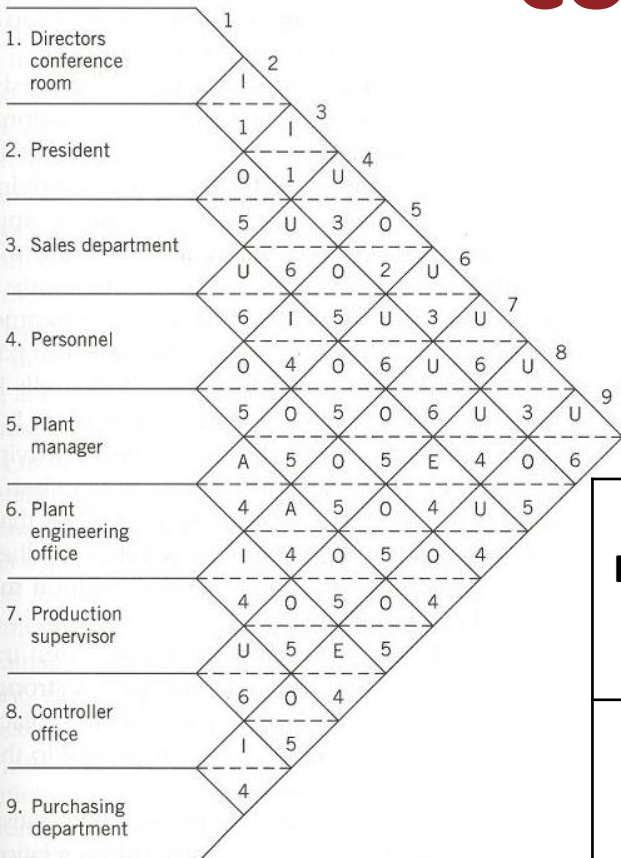 1
1. Directors
conference 2
room I
3
1 I
2. President
4
O 1 U
5
5 U 3 O
3. Sales department
6
U 6 O 2 U
7
6 I 5 U 3 U
4. Personnel
8
O 4 O 6 U 6 U
9
5 O 5 O 6 U 3 U
5. Plant
manager
A 5 O 5 E 4 O 6
6. Plant
4 A 5 O 4 U 5
engineering
office
I 4 O 5 O 4
4 O 5 O 4
7. Production
supervisor
U 5 E 5
6 O 4
8. Controller
office
I 5
4
9. Purchasing
department